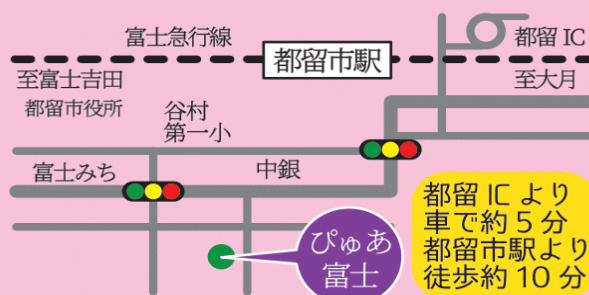 富士急行線
都留IC
都留市駅
至富士吉田
至大月
都留市役所
谷村
第一小
富士みち
中銀
ぴゅあ
富士
都留ICより
車で約5分
都留市駅より
徒歩約10分